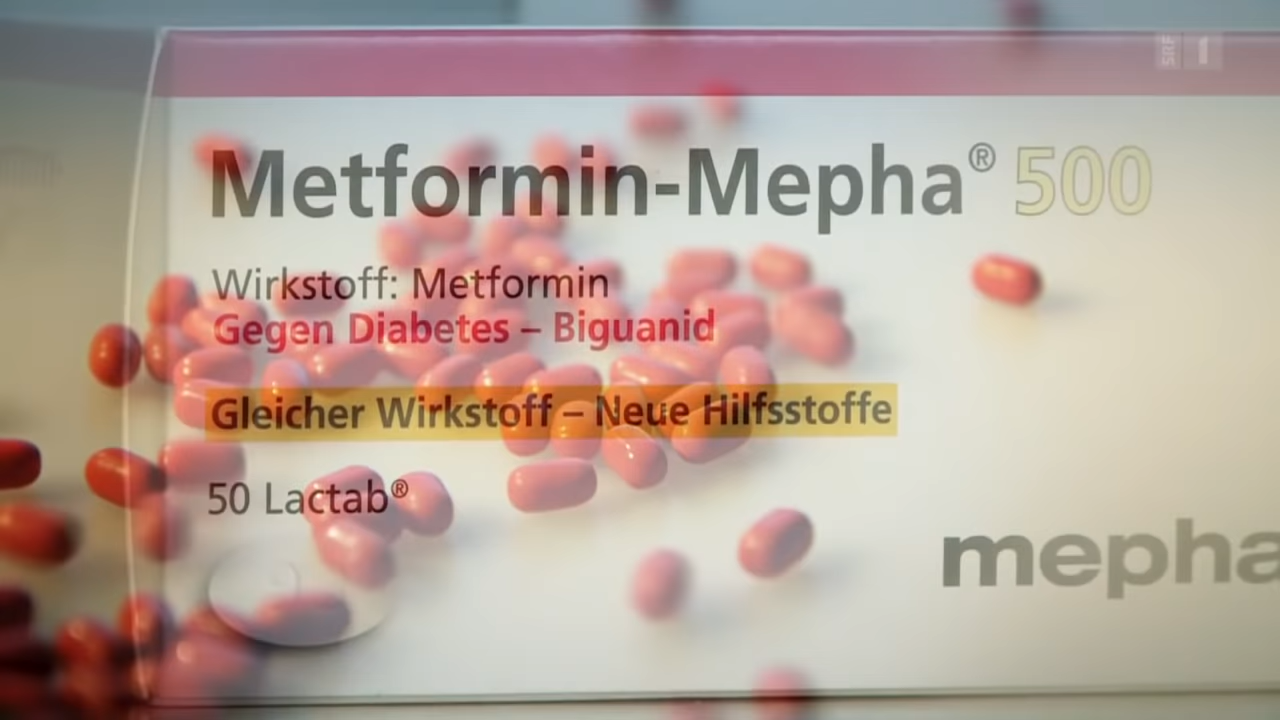 SRF 1
Metformin-Mepha® 500
Wirkstoff: Metformin
Gegen Diabetes – Biguanid
Gleicher Wirkstoff – Neue Hilfsstoffe
50 Lactab®
mepha